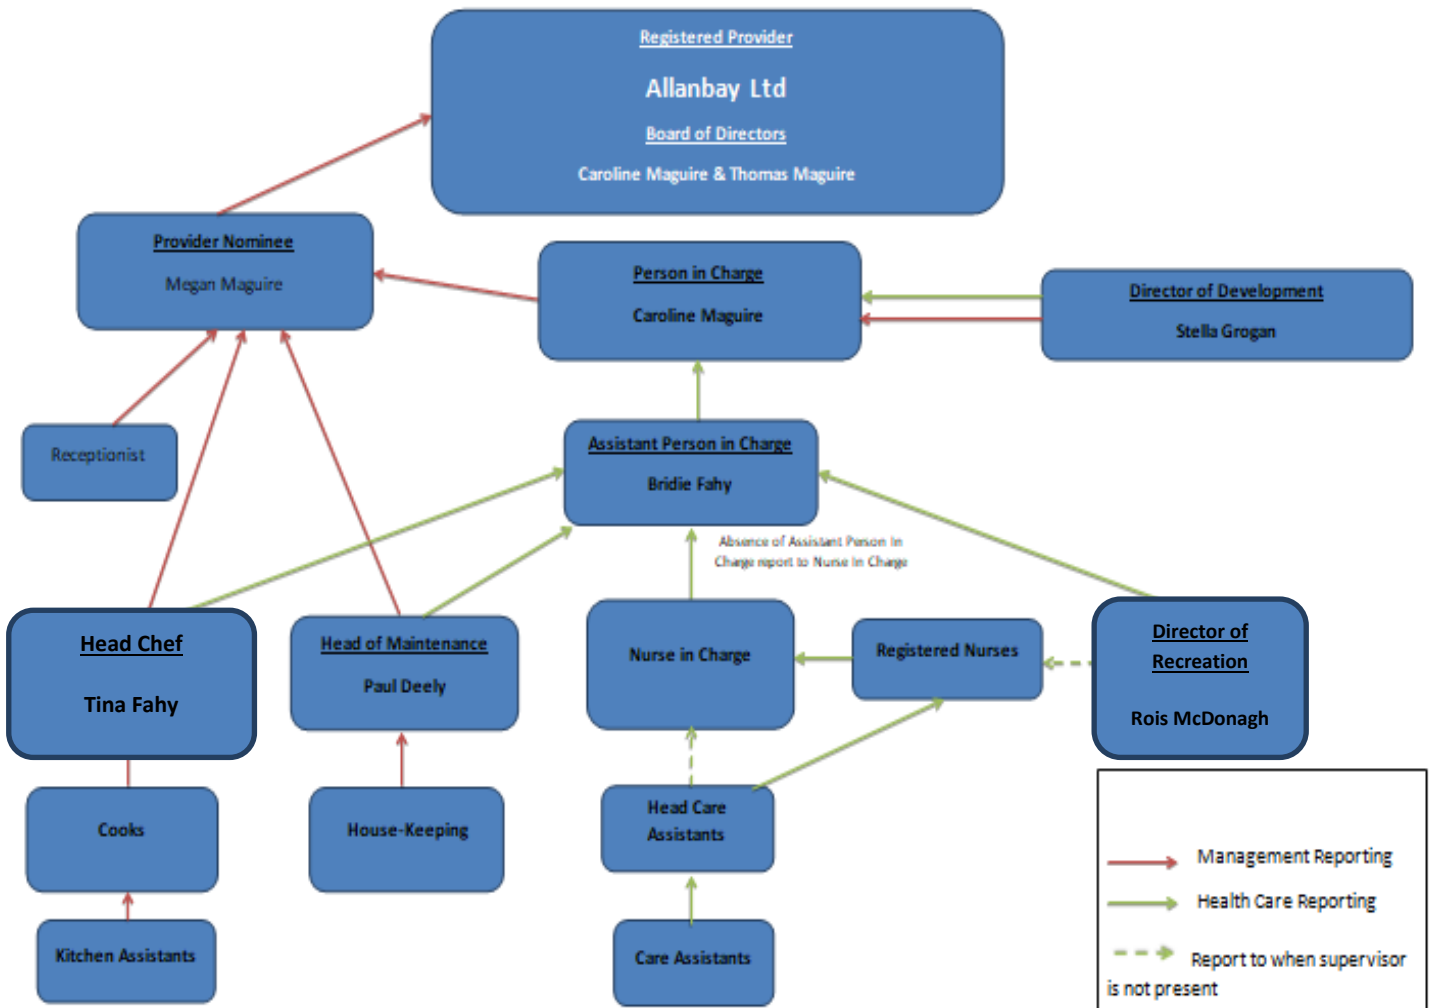 Registered Provider
Allanbay Ltd
Board of Directors
Caroline Maguire & Thomas Maguire
Provider Nominee
Megan Maguire
Person in Charge
Caroline Maguire
Director of Development
Stella Grogan
Receptionist
Assistant Person in Charge
Bridie Fahy
Absence of Assistant Person In
Charge report to Nurse In Charge
Head Chef
Tina Fahy
Head of Maintenance
Paul Deely
Nurse in Charge
Registered Nurses
Director of
Recreation
Rois McDonagh
Cooks
House-Keeping
Head Care
Assistants
Kitchen Assistants
Care Assistants
Management Reporting
Health Care Reporting
Report to when supervisor
is not present